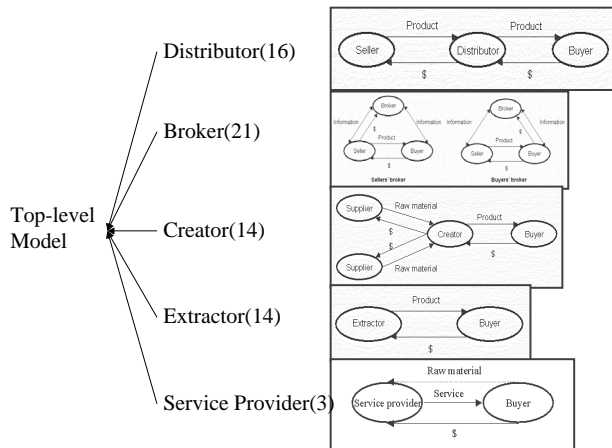 Distributor(16)
Product
Product
Seller
Distributor
Buyer
$
$
Broker(21)
Broker
Information
Information
$
Product
Seller
Buyer
$
Sellers' broker
Broker
Information
Information
$
Product
Seller
Buyer
$
Buyers' broker
Top-level
Model
Creator(14)
Supplier
Raw material
Product
$
Creator
Buyer
$
$
Supplier
Raw material
Extractor(14)
Product
Extractor
Buyer
$
Service Provider(3)
Raw material
Service
Service provider
Buyer
$